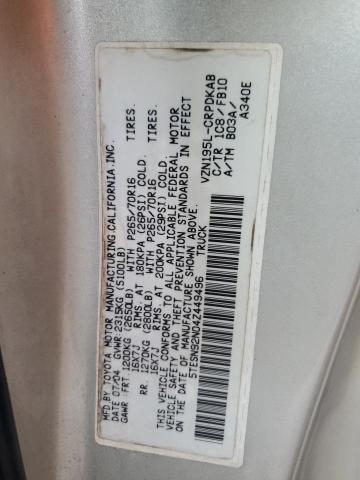 MFD.BY TOYOTA MOTOR MANUFACTURING,CALIFORNIA,INC.
DATE 07/04 GVWR:2315KG (5100LB)
GAWR FRT.1200KG (2650LB) WITH P265/70R16 TIRES.
16X7J RIMS. AT 180KPA (26PSI) COLD.
RR. 1270KG (2800LB) WITH P265/70R16 TIRES.
16X7J RIMS. AT 200KPA (29PSI) COLD.
THIS VEHICLE CONFORMS TO ALL APPLICABLE FEDERAL MOTOR
VEHICLE SAFETY AND THEFT PREVENTION STANDARDS IN EFFECT
ON THE DATE OF MANUFACTURE SHOWN ABOVE.
5TESN92N04Z449496 TRUCK
VZN195L-CRPDKAB
C/TR 1C8/FB10
A/TM B03A/
A340E